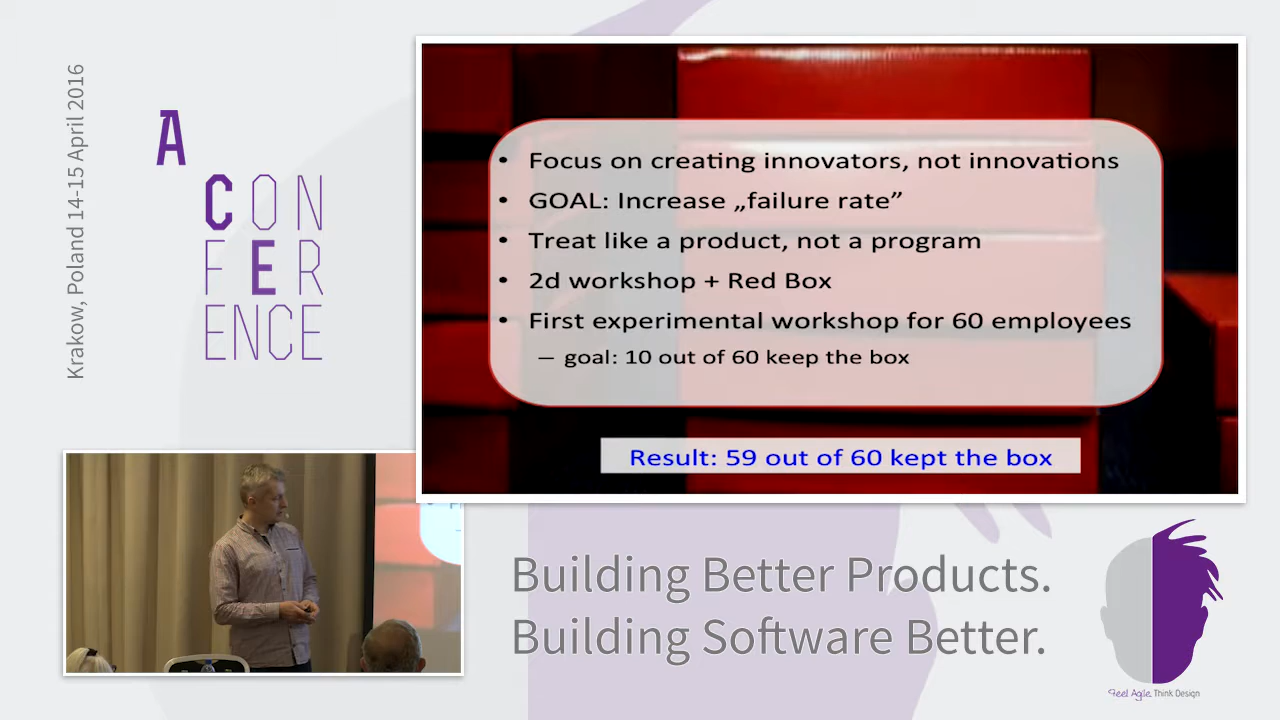 Krakow, Poland 14-15 April 2016
A
CON
FER
ENCE
• Focus on creating innovators, not innovations
• GOAL: Increase „failure rate”
• Treat like a product, not a program
• 2d workshop + Red Box
• First experimental workshop for 60 employees
– goal: 10 out of 60 keep the box
Result: 59 out of 60 kept the box
Building Better Products.
Building Software Better.
Feel Agile. Think Design